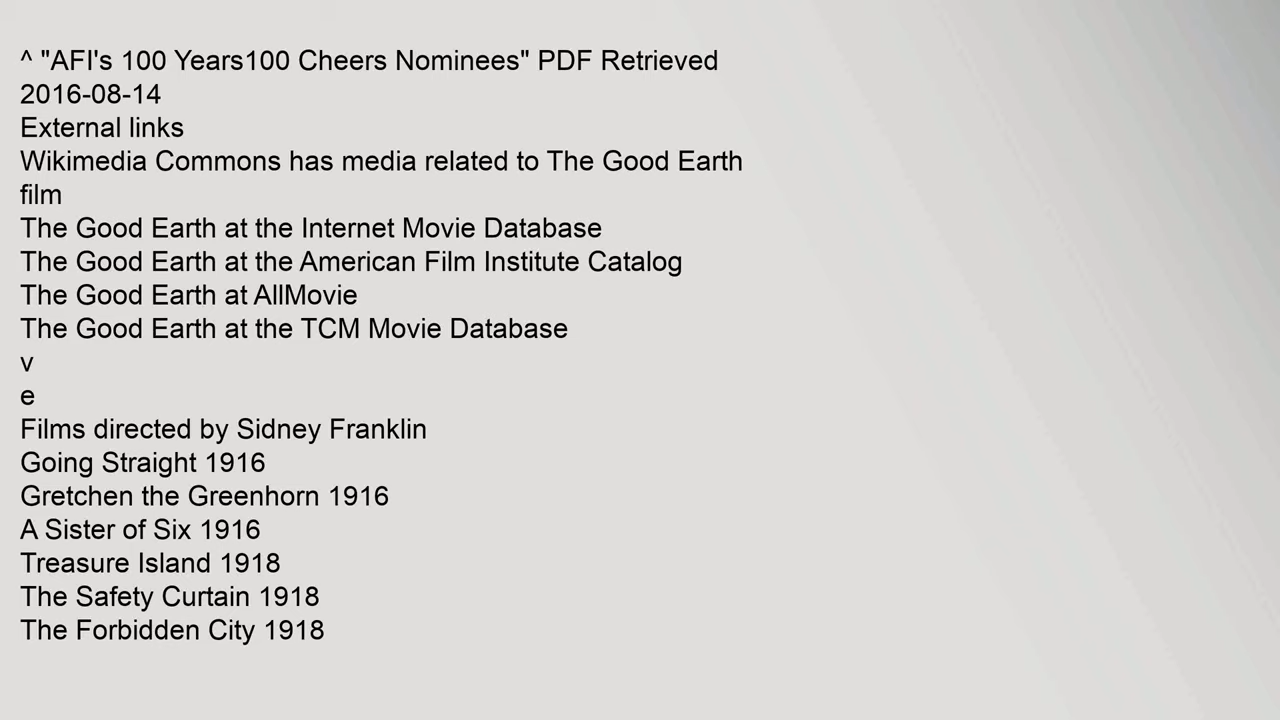 ^ "AFI's 100 Years100 Cheers Nominees" PDF Retrieved
2016-08-14
External links
Wikimedia Commons has media related to The Good Earth
film
The Good Earth at the Internet Movie Database
The Good Earth at the American Film Institute Catalog
The Good Earth at AllMovie
The Good Earth at the TCM Movie Database
v
e
Films directed by Sidney Franklin
Going Straight 1916
Gretchen the Greenhorn 1916
A Sister of Six 1916
Treasure Island 1918
The Safety Curtain 1918
The Forbidden City 1918